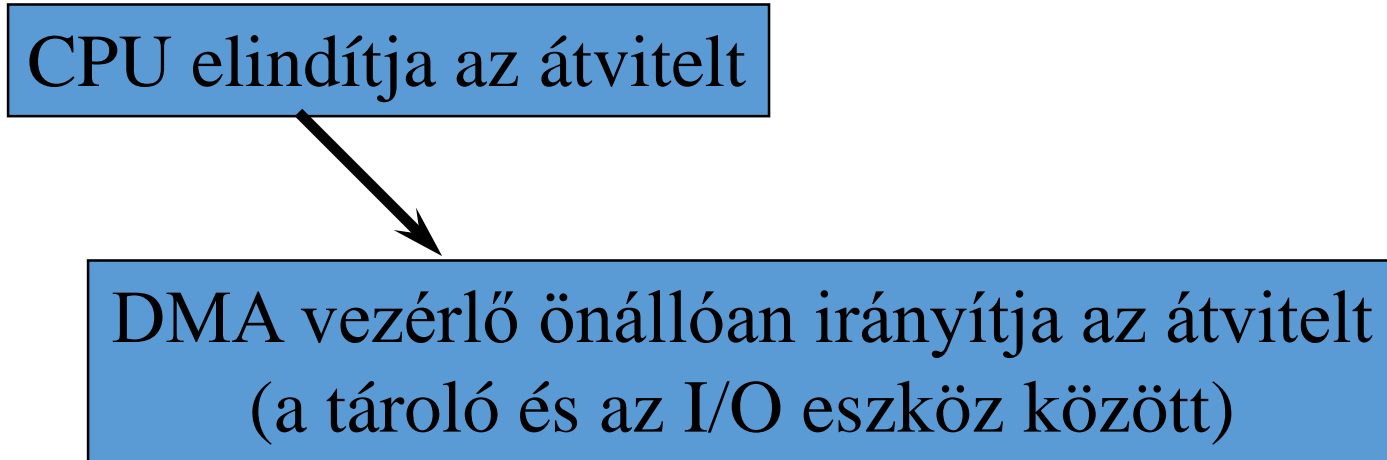 CPU elindítja az átvitelt
DMA vezérlő önállóan irányítja az átvitelt
(a tároló és az I/O eszköz között)